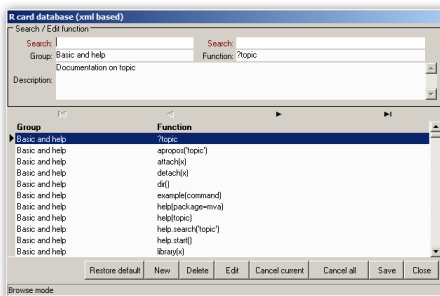 R card database (xml based)
Search / Edit function
Search: Search:
Group: Basic and help Function: ?topic
Description: Documentation on topic
Group Function
Basic and help ?topic
Basic and help apropos('topic')
Basic and help attach(x)
Basic and help detach(x)
Basic and help dir()
Basic and help example(command)
Basic and help help(package=mva)
Basic and help help(topic)
Basic and help help.search('topic')
Basic and help help.start()
Basic and help library(x)
Restore default New Delete Edit Cancel current Cancel all Save Close
Browse mode